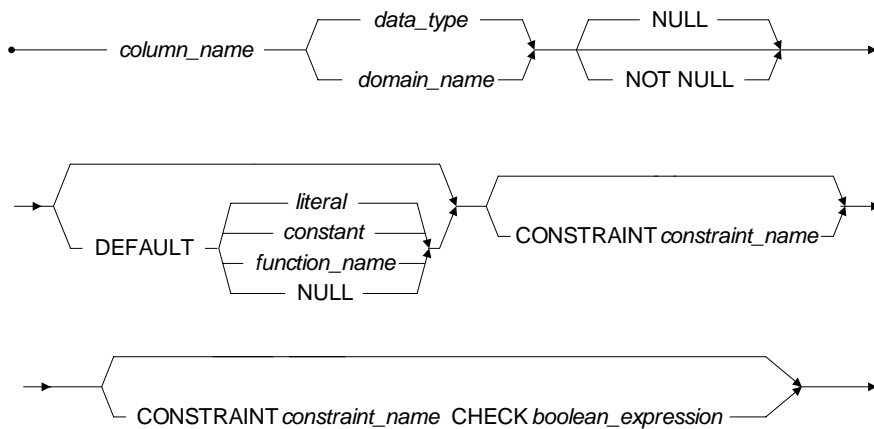 data_type
NULL
column_name
domain_name
NOT NULL
literal
constant
DEFAULT
function_name
NULL
CONSTRAINT constraint_name
CONSTRAINT constraint_name CHECK boolean_expression